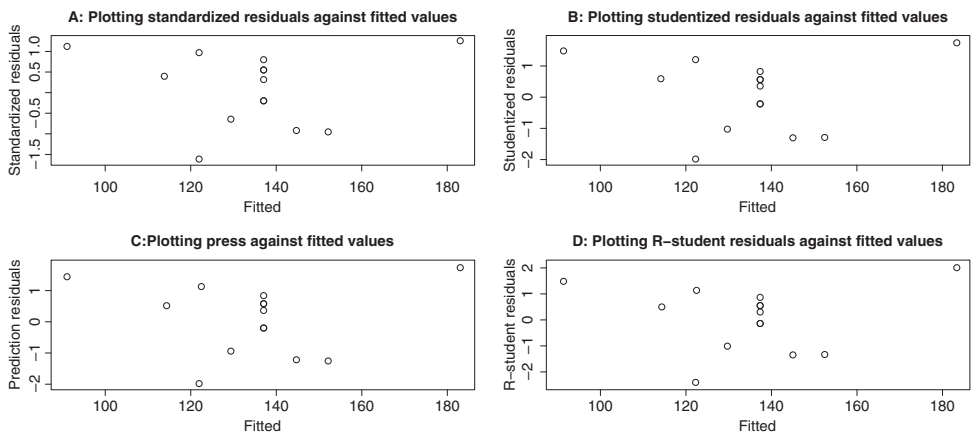 A: Plotting standardized residuals against fitted values
Standardized residuals
1.0
0.5
−0.5
−1.5
100 120 140 160 180
Fitted
B: Plotting studentized residuals against fitted values
Studentized residuals
1
0
−1
−2
100 120 140 160 180
Fitted
C:Plotting press against fitted values
Prediction residuals
1
0
−1
−2
100 120 140 160 180
Fitted
D: Plotting R−student residuals against fitted values
R−student residuals
2
1
0
−1
−2
100 120 140 160 180
Fitted